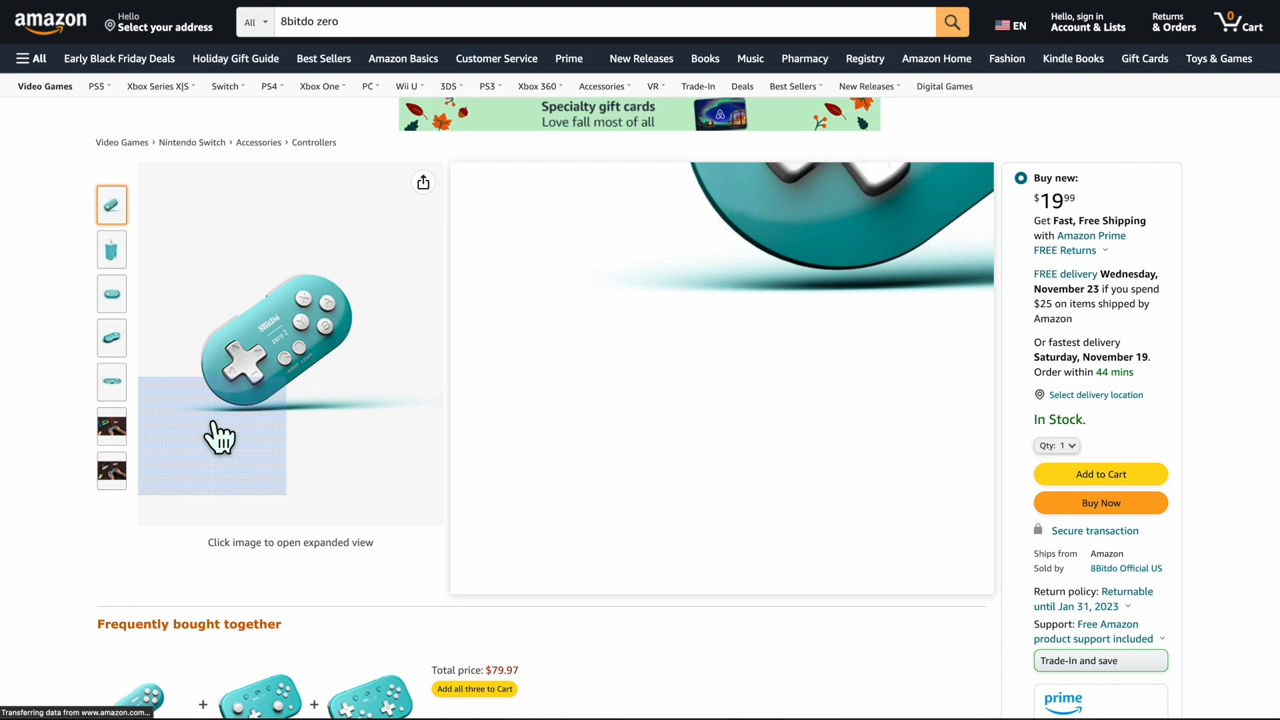 amazon
Hello
Select your address
All
8bitdo zero
EN
Hello, sign in
Account & Lists
Returns
& Orders
0
Cart
All
Early Black Friday Deals
Holiday Gift Guide
Best Sellers
Amazon Basics
Customer Service
Prime
New Releases
Books
Music
Pharmacy
Registry
Amazon Home
Fashion
Kindle Books
Gift Cards
Toys & Games
Video Games
PS5
Xbox Series X|S
Switch
PS4
Xbox One
PC
Wii U
3DS
PS3
Xbox 360
Accessories
VR
Trade-In
Deals
Best Sellers
New Releases
Digital Games
Specialty gift cards
Love fall most of all
Video Games › Nintendo Switch › Accessories › Controllers
8BitDo
zero 2
select
start
Click image to open expanded view
Buy new:
$19 99
Get Fast, Free Shipping
with Amazon Prime
FREE Returns
FREE delivery Wednesday,
November 23 if you spend
$25 on items shipped by
Amazon
Or fastest delivery
Saturday, November 19.
Order within 44 mins
Select delivery location
In Stock.
Qty: 1
Add to Cart
Buy Now
Secure transaction
Ships from Amazon
Sold by 8Bitdo Official US
Return policy: Returnable
until Jan 31, 2023
Support: Free Amazon
product support included
Trade-In and save
prime
Frequently bought together
+
+
Total price: $79.97
Add all three to Cart
Transferring data from www.amazon.com...